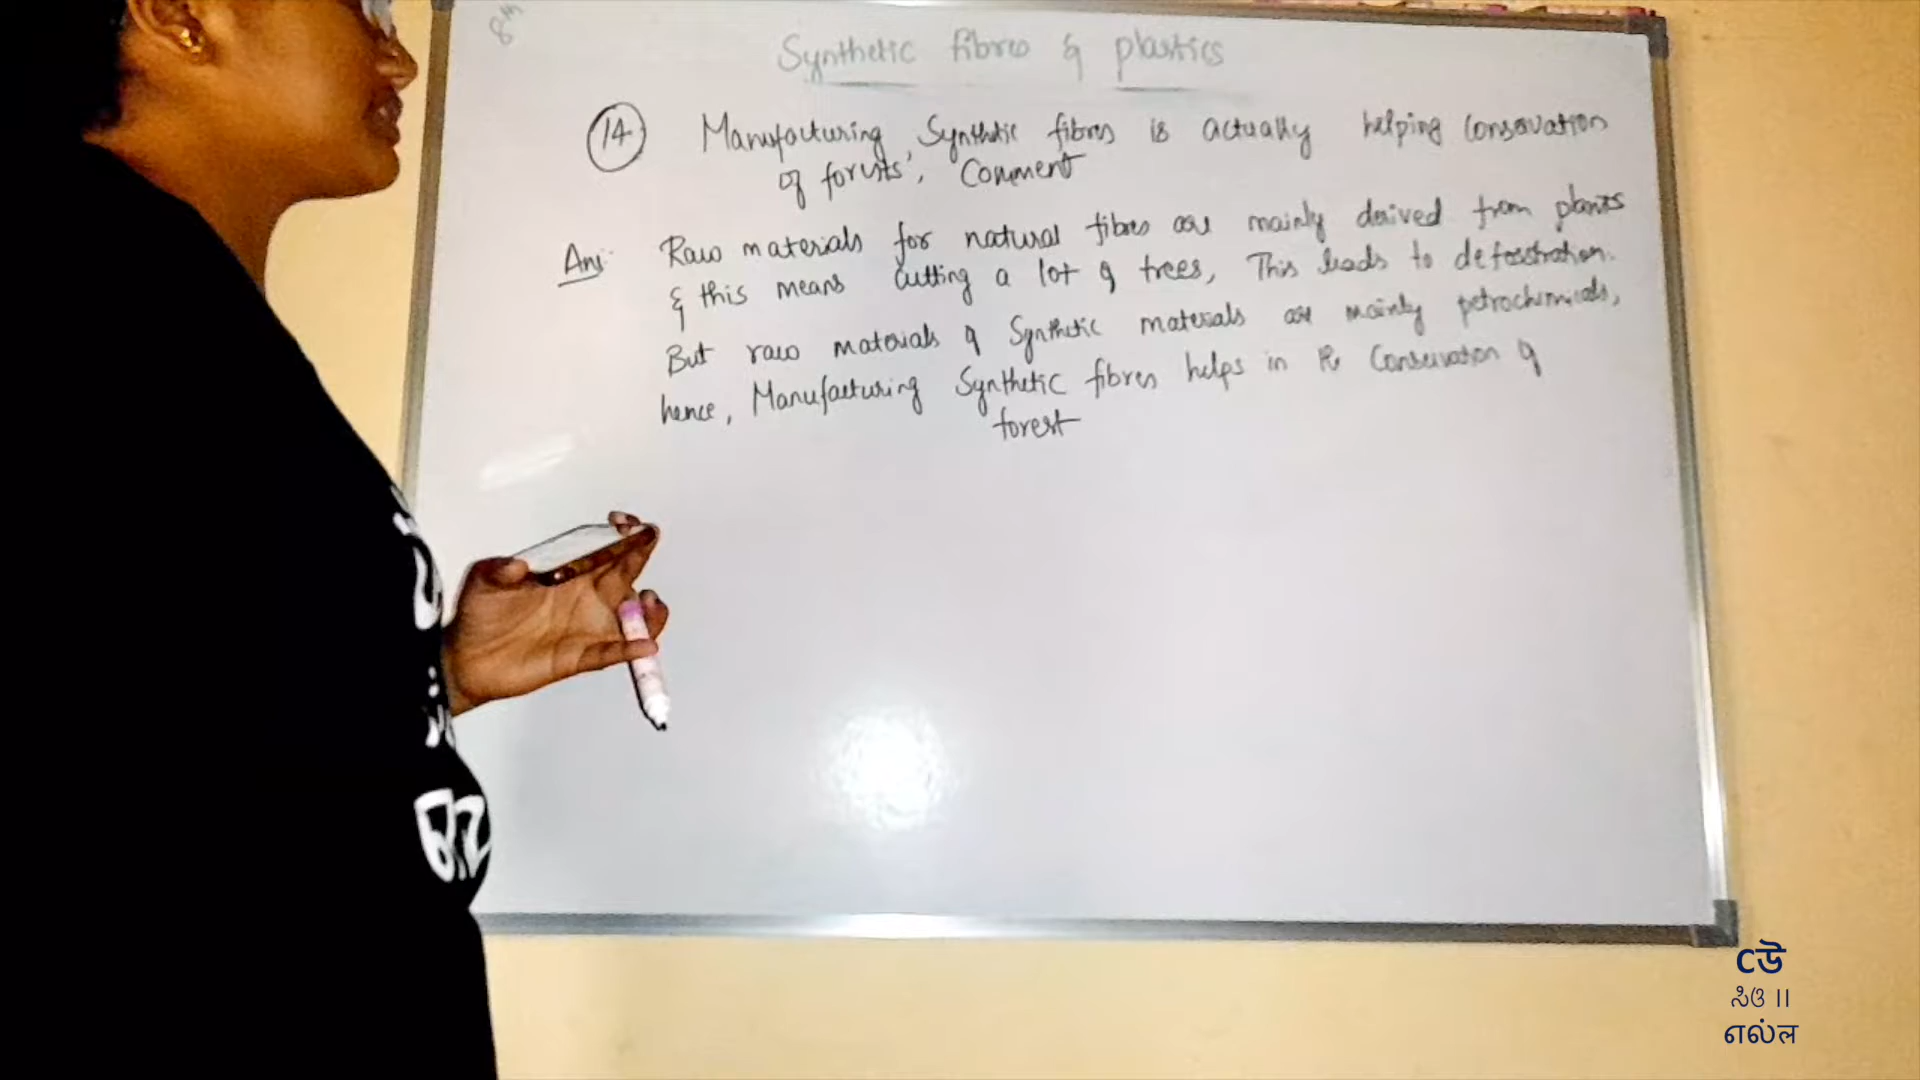 8th
Synthetic fibres & plastics
14 Manufacturing Synthetic fibres is actually helping Conservation
of forests', Comment
Ans: Raw materials for natural fibres are mainly derived from plants
& this means cutting a lot of trees, This leads to deforestration.
But raw materials of Synthetic materials are mainly petrochemicals,
hence, Manufacturing Synthetic fibres helps in the Conservation of
forest
Cউ
ಸಿಓ ။
எல்ல